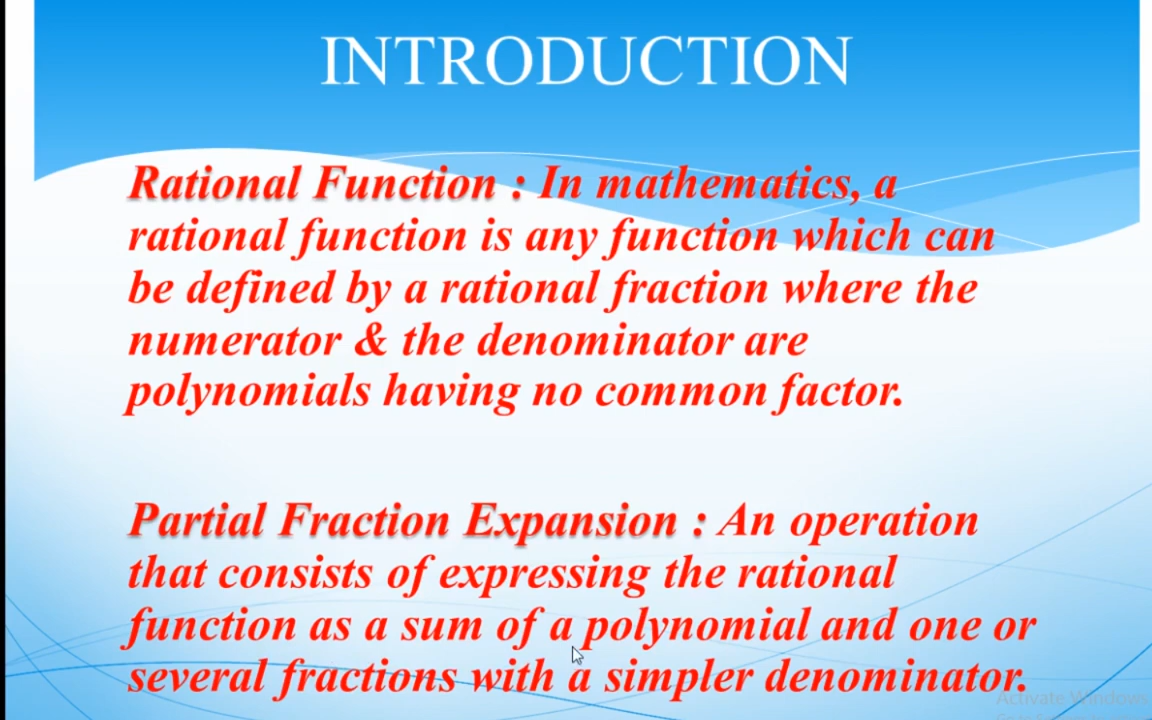 INTRODUCTION
Rational Function : In mathematics, a
rational function is any function which can
be defined by a rational fraction where the
numerator & the denominator are
polynomials having no common factor.
Partial Fraction Expansion : An operation
that consists of expressing the rational
function as a sum of a polynomial and one or
several fractions with a simpler denominator.
Activate Windows